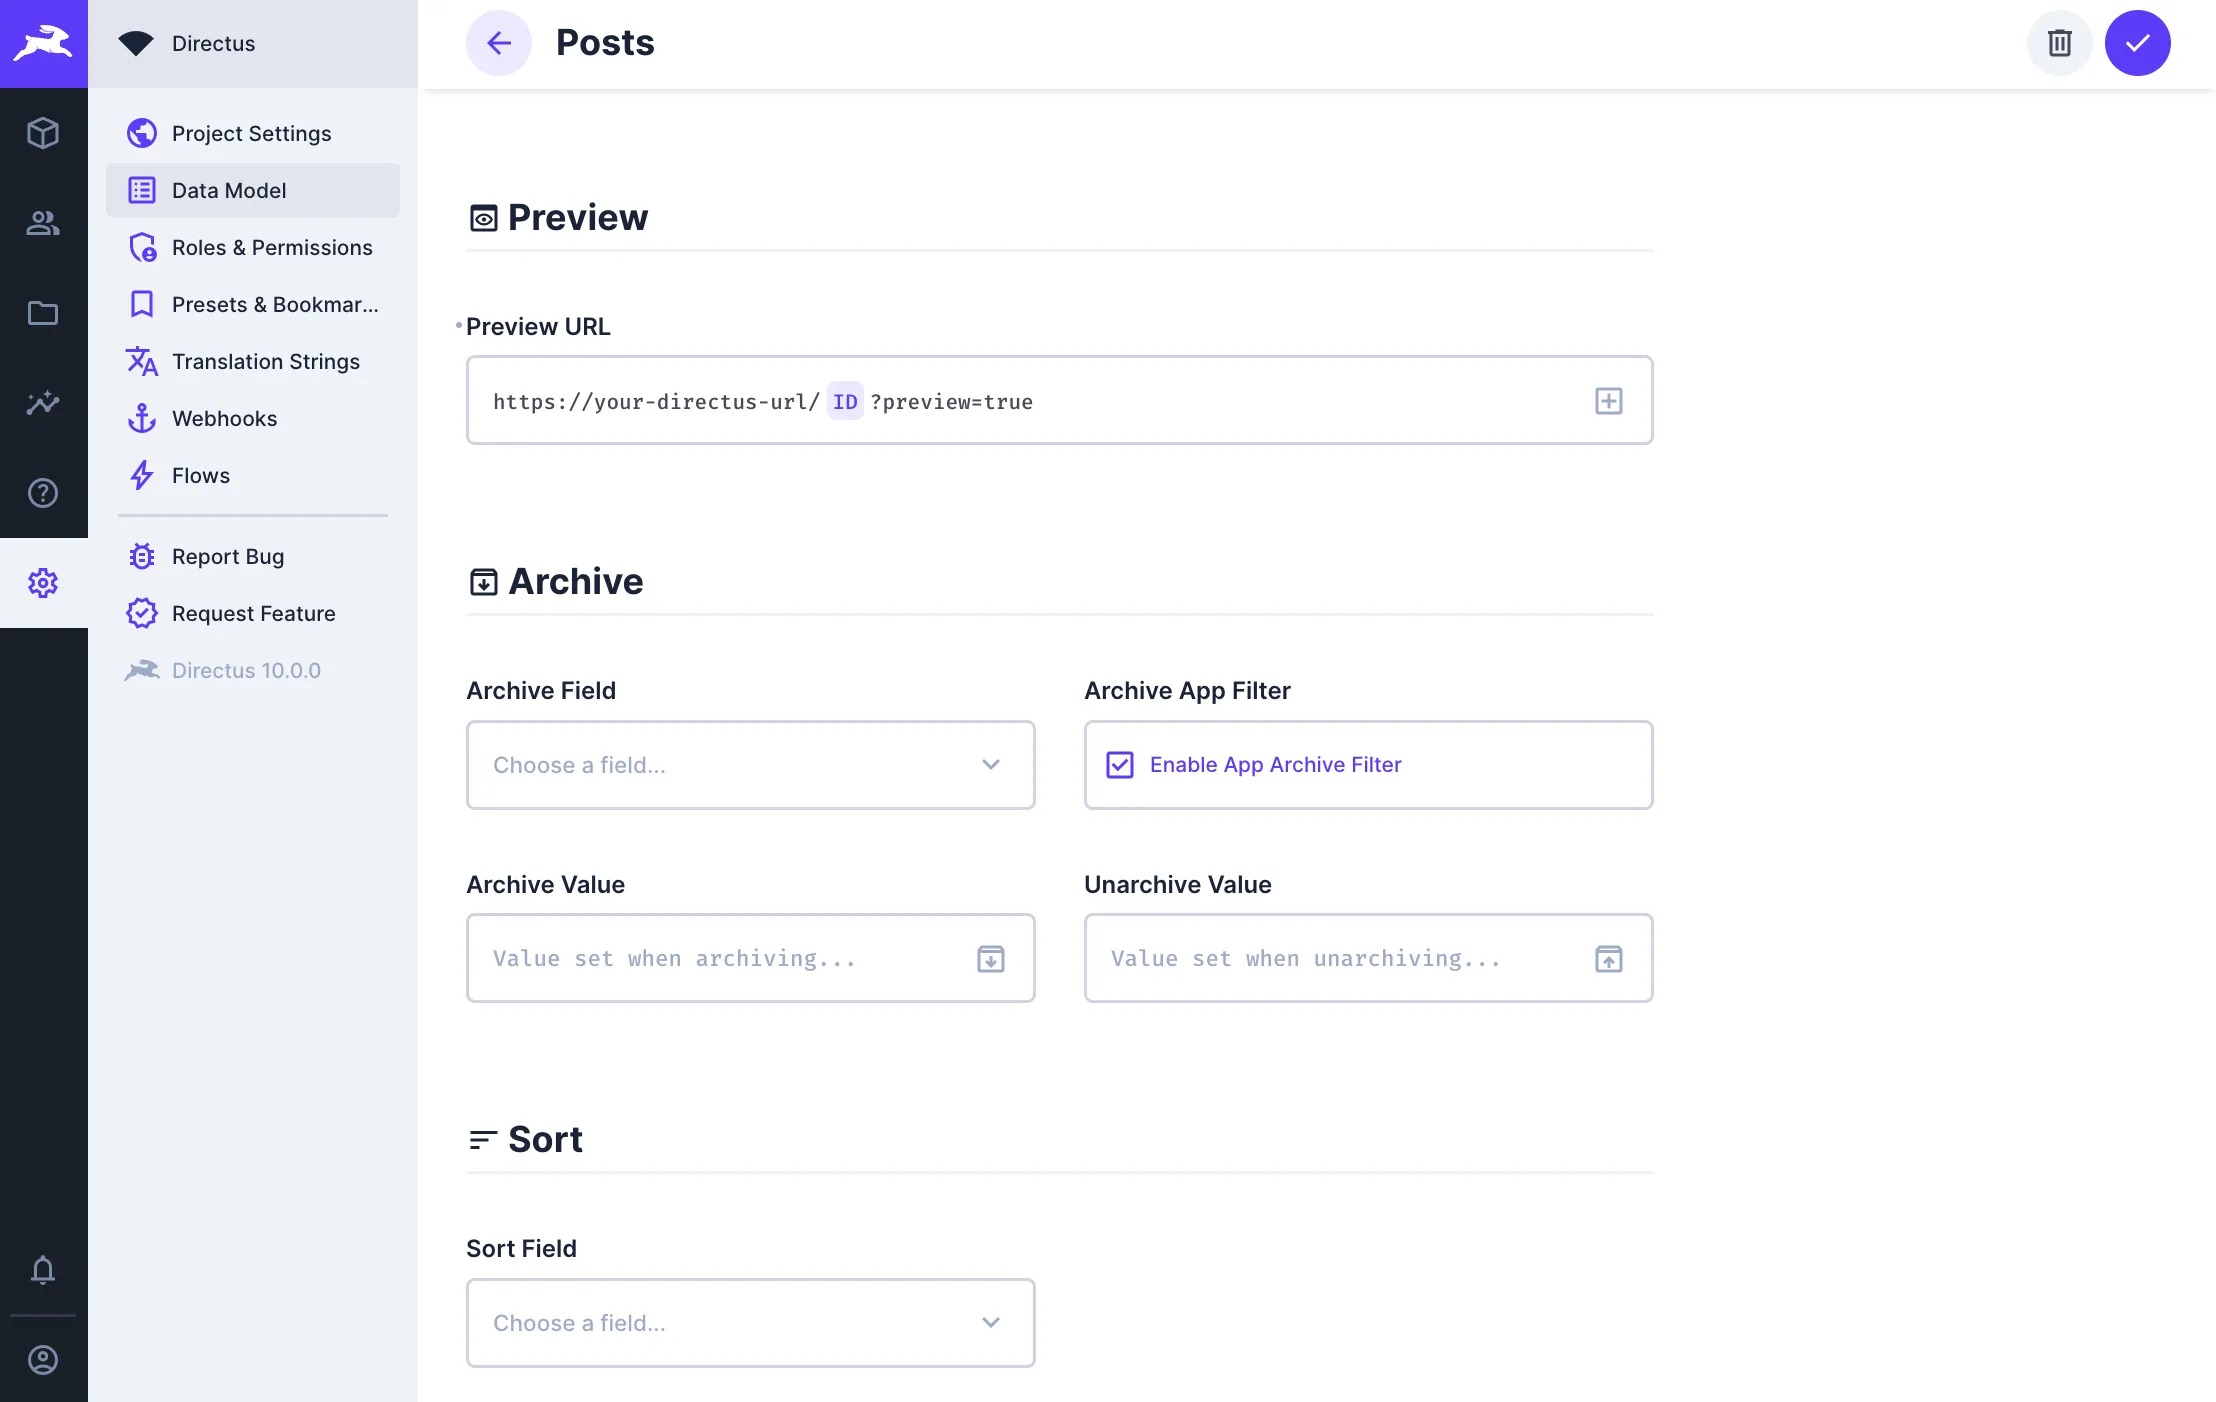 Directus
Project Settings
Data Model
Roles & Permissions
Presets & Bookmar...
Translation Strings
Webhooks
Flows
Report Bug
Request Feature
Directus 10.0.0
Posts
Preview
Preview URL
https://your-directus-url/ ID ?preview=true
Archive
Archive Field
Choose a field...
Archive App Filter
Enable App Archive Filter
Archive Value
Value set when archiving...
Unarchive Value
Value set when unarchiving...
Sort
Sort Field
Choose a field...